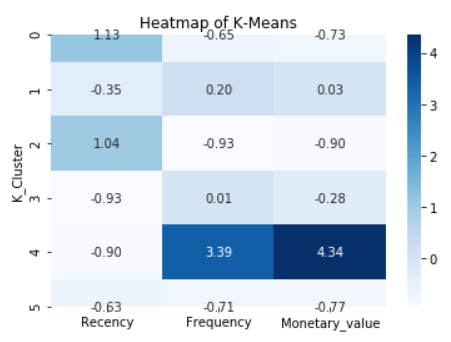 Heatmap of K-Means
0 1.13 -0.65 -0.73
1 -0.35 0.20 0.03
2 1.04 -0.93 -0.90
3 -0.93 0.01 -0.28
4 -0.90 3.39 4.34
5 -0.63 -0.71 -0.77
K_Cluster
Recency Frequency Monetary_value
4
3
2
1
0